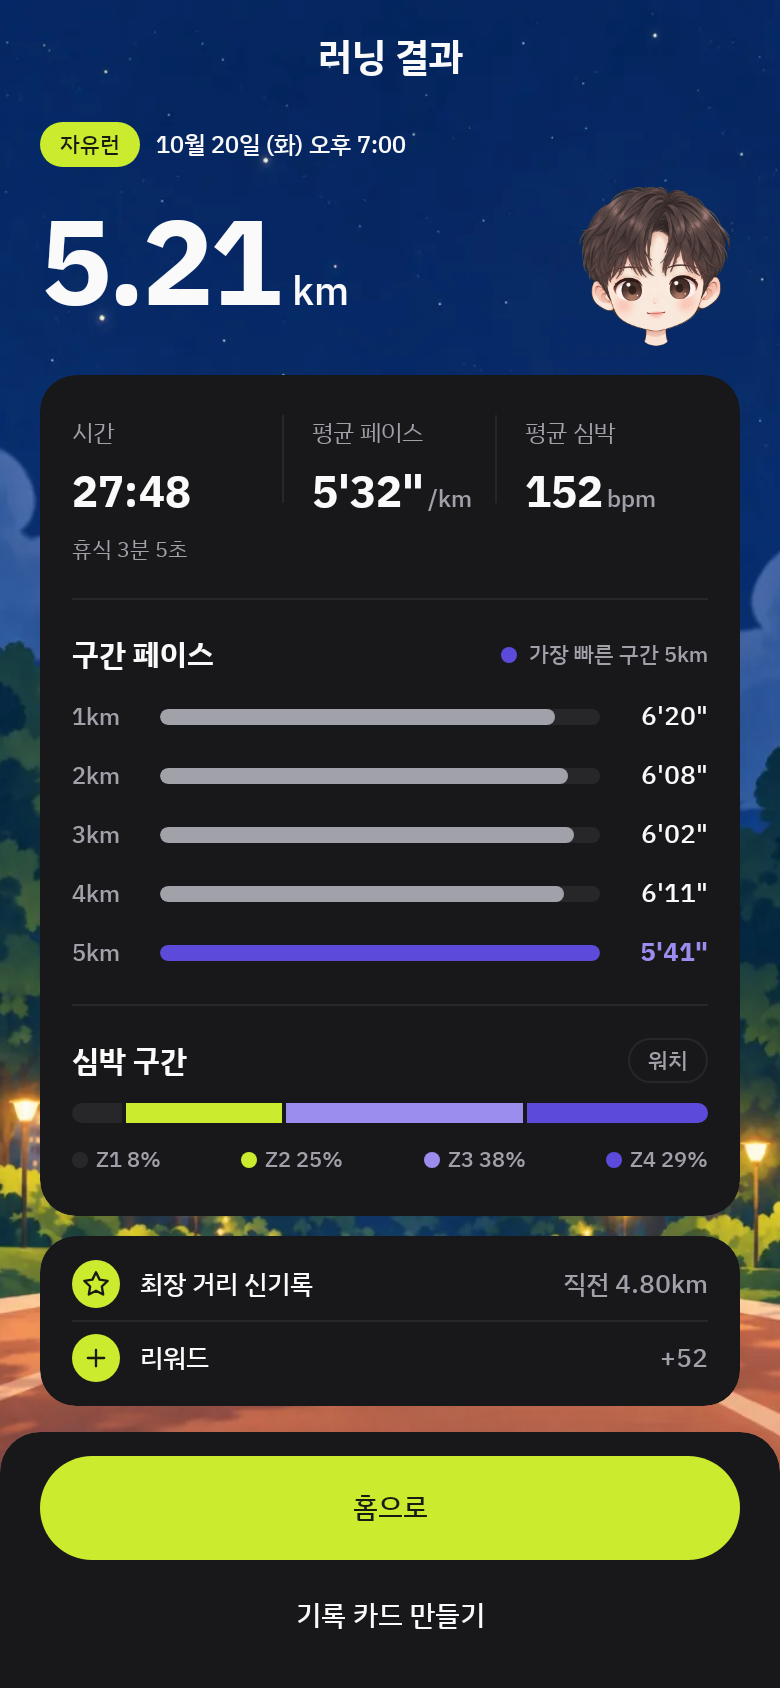 러닝 결과
자유런 10월 20일 (화) 오후 7:00
5.21 km
시간 평균 페이스 평균 심박
27:48 5'32" /km 152 bpm
휴식 3분 5초
구간 페이스 가장 빠른 구간 5km
1km 6'20"
2km 6'08"
3km 6'02"
4km 6'11"
5km 5'41"
심박 구간 워치
Z1 8% Z2 25% Z3 38% Z4 29%
최장 거리 신기록 직전 4.80km
리워드 +52
홈으로
기록 카드 만들기